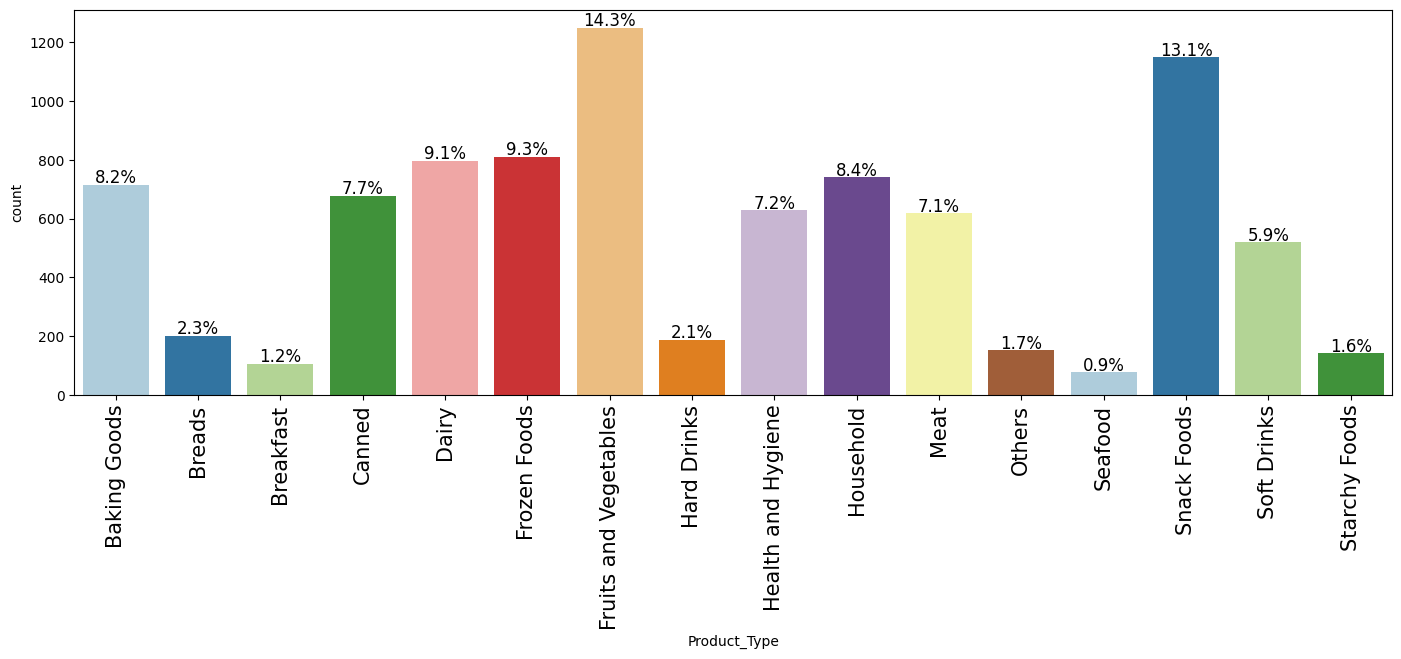 14.3%
13.1%
9.1%
9.3%
8.4%
8.2%
7.7%
7.2%
7.1%
5.9%
2.3%
2.1%
1.7%
1.6%
1.2%
0.9%
1200
1000
800
600
400
200
0
count
Baking Goods
Breads
Breakfast
Canned
Dairy
Frozen Foods
Fruits and Vegetables
Hard Drinks
Health and Hygiene
Household
Meat
Others
Seafood
Snack Foods
Soft Drinks
Starchy Foods
Product_Type